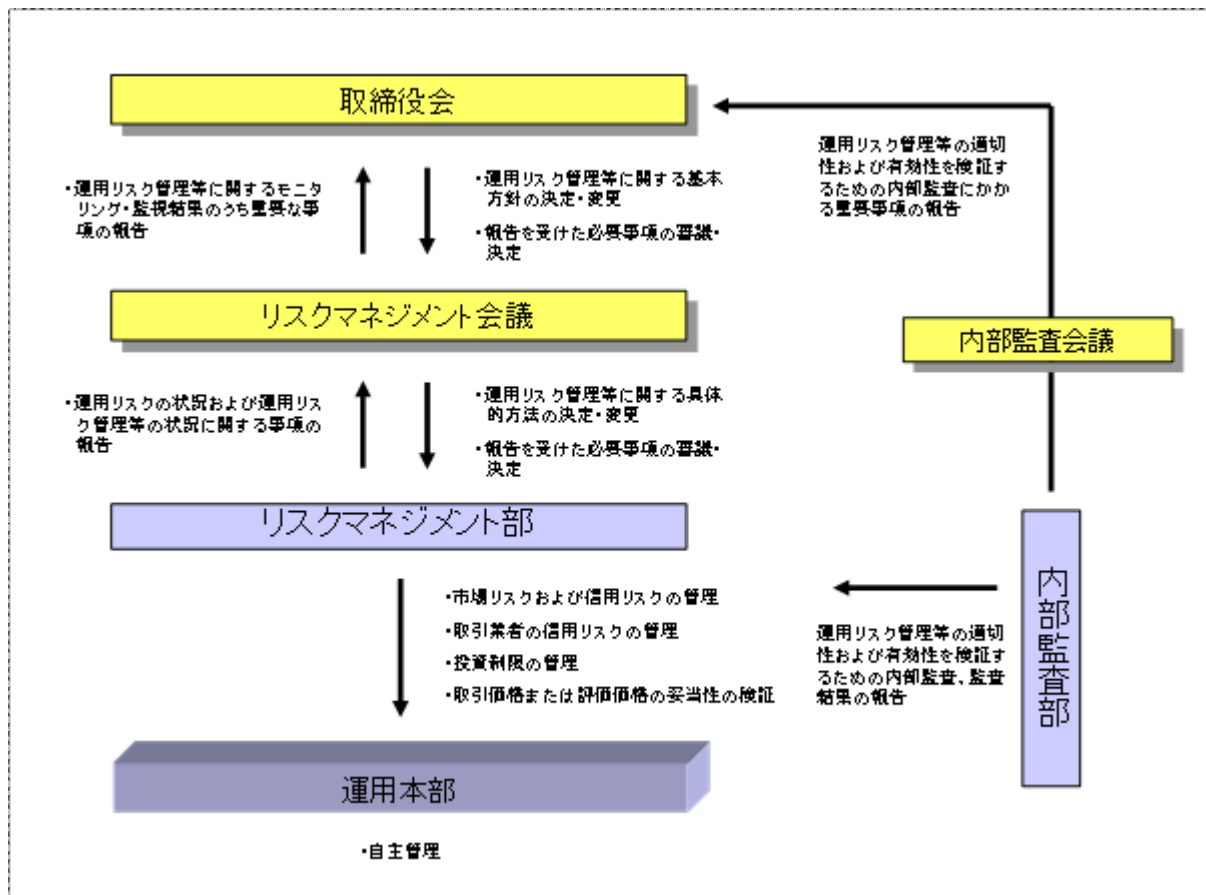 取締役会
・運用リスク管理等に関するモニ
タリング・監視結果のうち重要な事
項の報告
・運用リスク管理等に関する基本
方針の決定・変更
・報告を受けた必要事項の審議・
決定
運用リスク管理等の適切
性および有効性を検証す
るための内部監査にかか
る重要事項の報告
リスクマネジメント会議
内部監査会議
・運用リスクの状況および運用リス
ク管理等の状況に関する事項の
報告
・運用リスク管理等に関する具体
的方法の決定・変更
・報告を受けた必要事項の審議・
決定
リスクマネジメント部
・市場リスクおよび信用リスクの管理
・取引業者の信用リスクの管理
・投資制限の管理
・取引価格または評価価格の妥当性の検証
運用リスク管理等の適切
性および有効性を検証す
るための内部監査、監査
結果の報告
内部監査部
運用本部
・自主管理